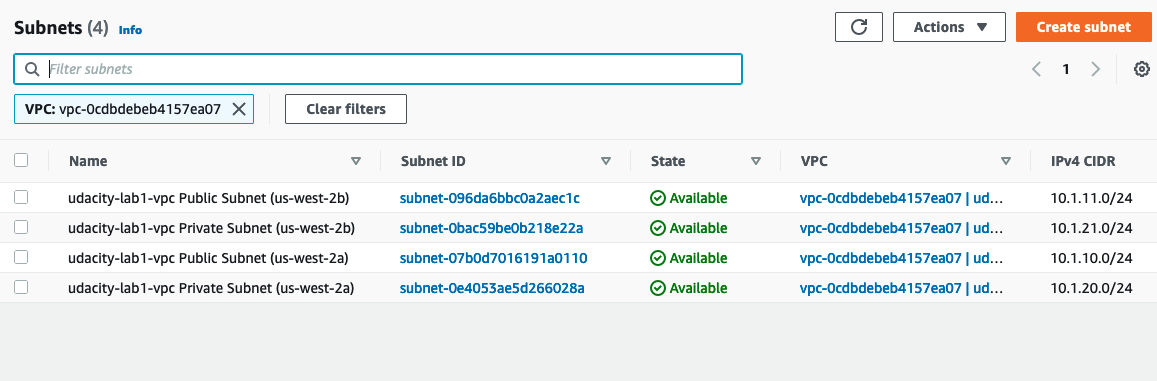 Subnets (4) Info
Actions
Create subnet
Filter subnets
1
VPC: vpc-0cdbdebeb4157ea07
Clear filters
Name Subnet ID State VPC IPv4 CIDR
udacity-lab1-vpc Public Subnet (us-west-2b) subnet-096da6bbc0a2aec1c Available vpc-0cdbdebeb4157ea07 | ud... 10.1.11.0/24
udacity-lab1-vpc Private Subnet (us-west-2b) subnet-0bac59be0b218e22a Available vpc-0cdbdebeb4157ea07 | ud... 10.1.21.0/24
udacity-lab1-vpc Public Subnet (us-west-2a) subnet-07b0d7016191a0110 Available vpc-0cdbdebeb4157ea07 | ud... 10.1.10.0/24
udacity-lab1-vpc Private Subnet (us-west-2a) subnet-0e4053ae5d266028a Available vpc-0cdbdebeb4157ea07 | ud... 10.1.20.0/24